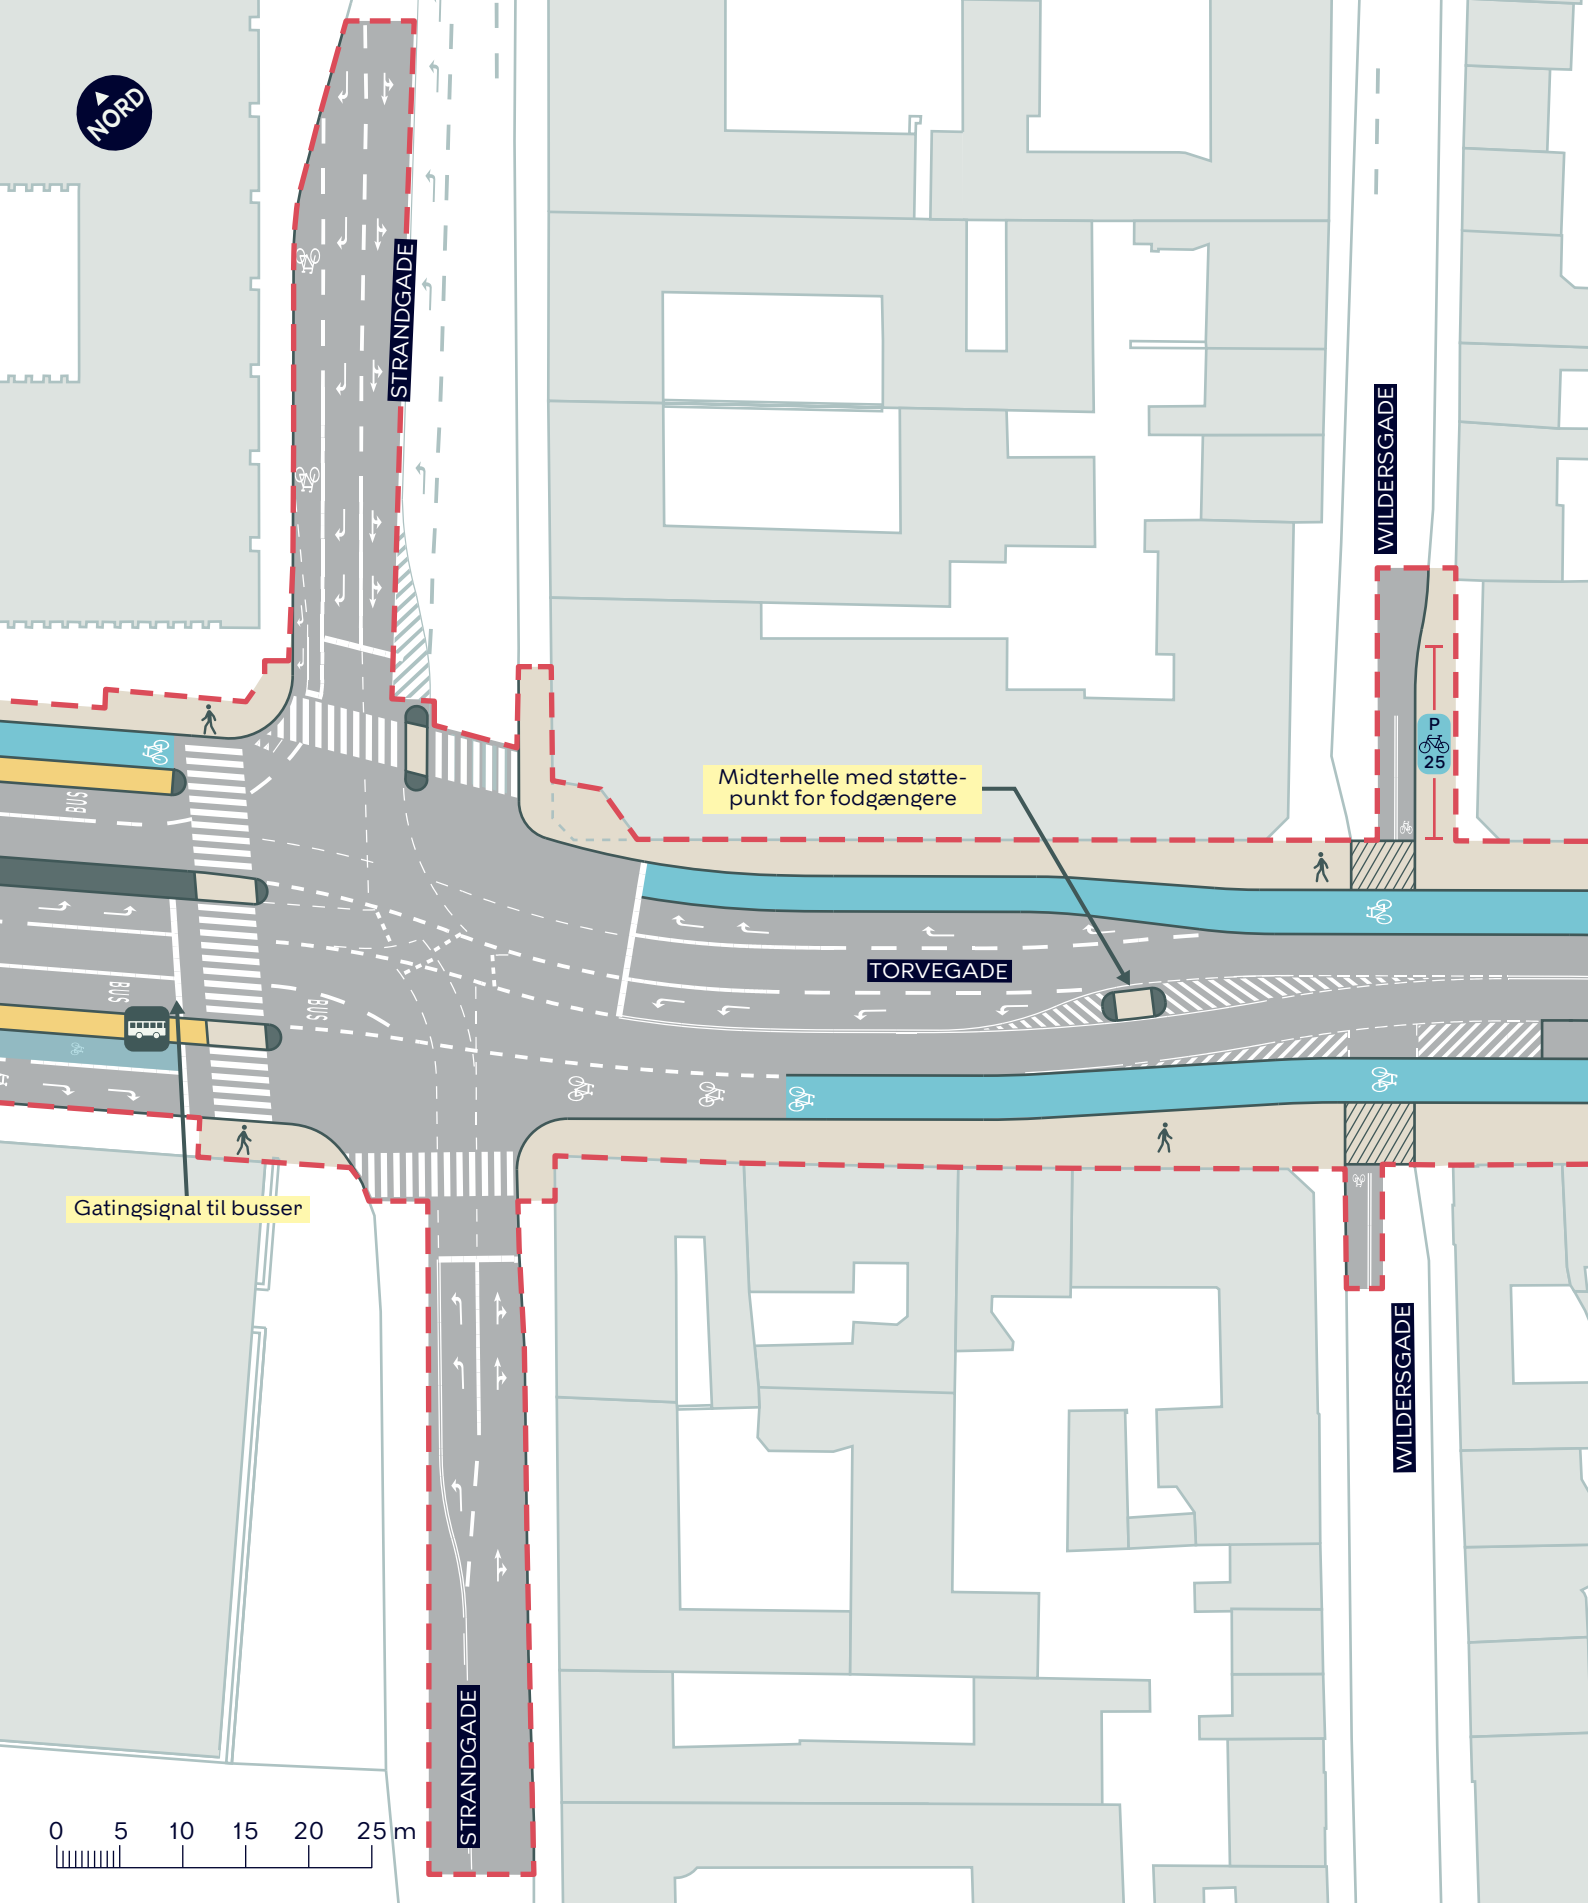 NORD
STRANDGADE
WILDERSGADE
P
25
Midterhelle med støtte-
punkt for fodgængere
BUS
TORVEGADE
BUS
BUS
Gatingsignal til busser
WILDERSGADE
STRANDGADE
0 5 10 15 20 25 m